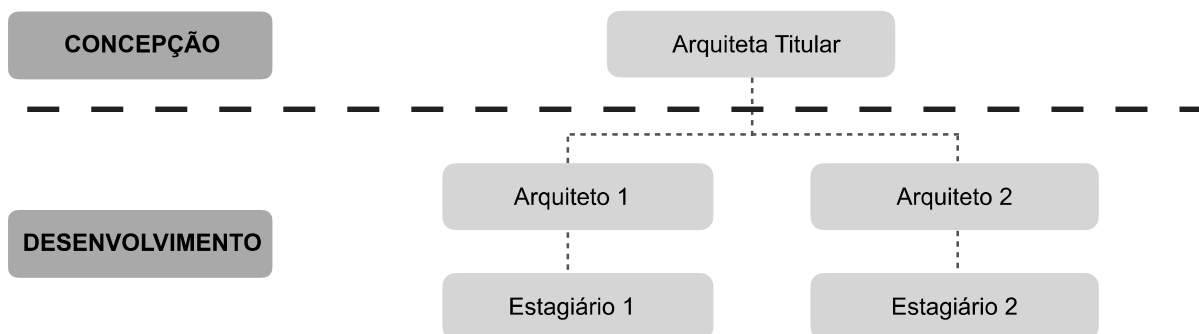 CONCEPÇÃO
Arquiteta Titular
Arquiteto 1
Arquiteto 2
DESENVOLVIMENTO
Estagiário 1
Estagiário 2